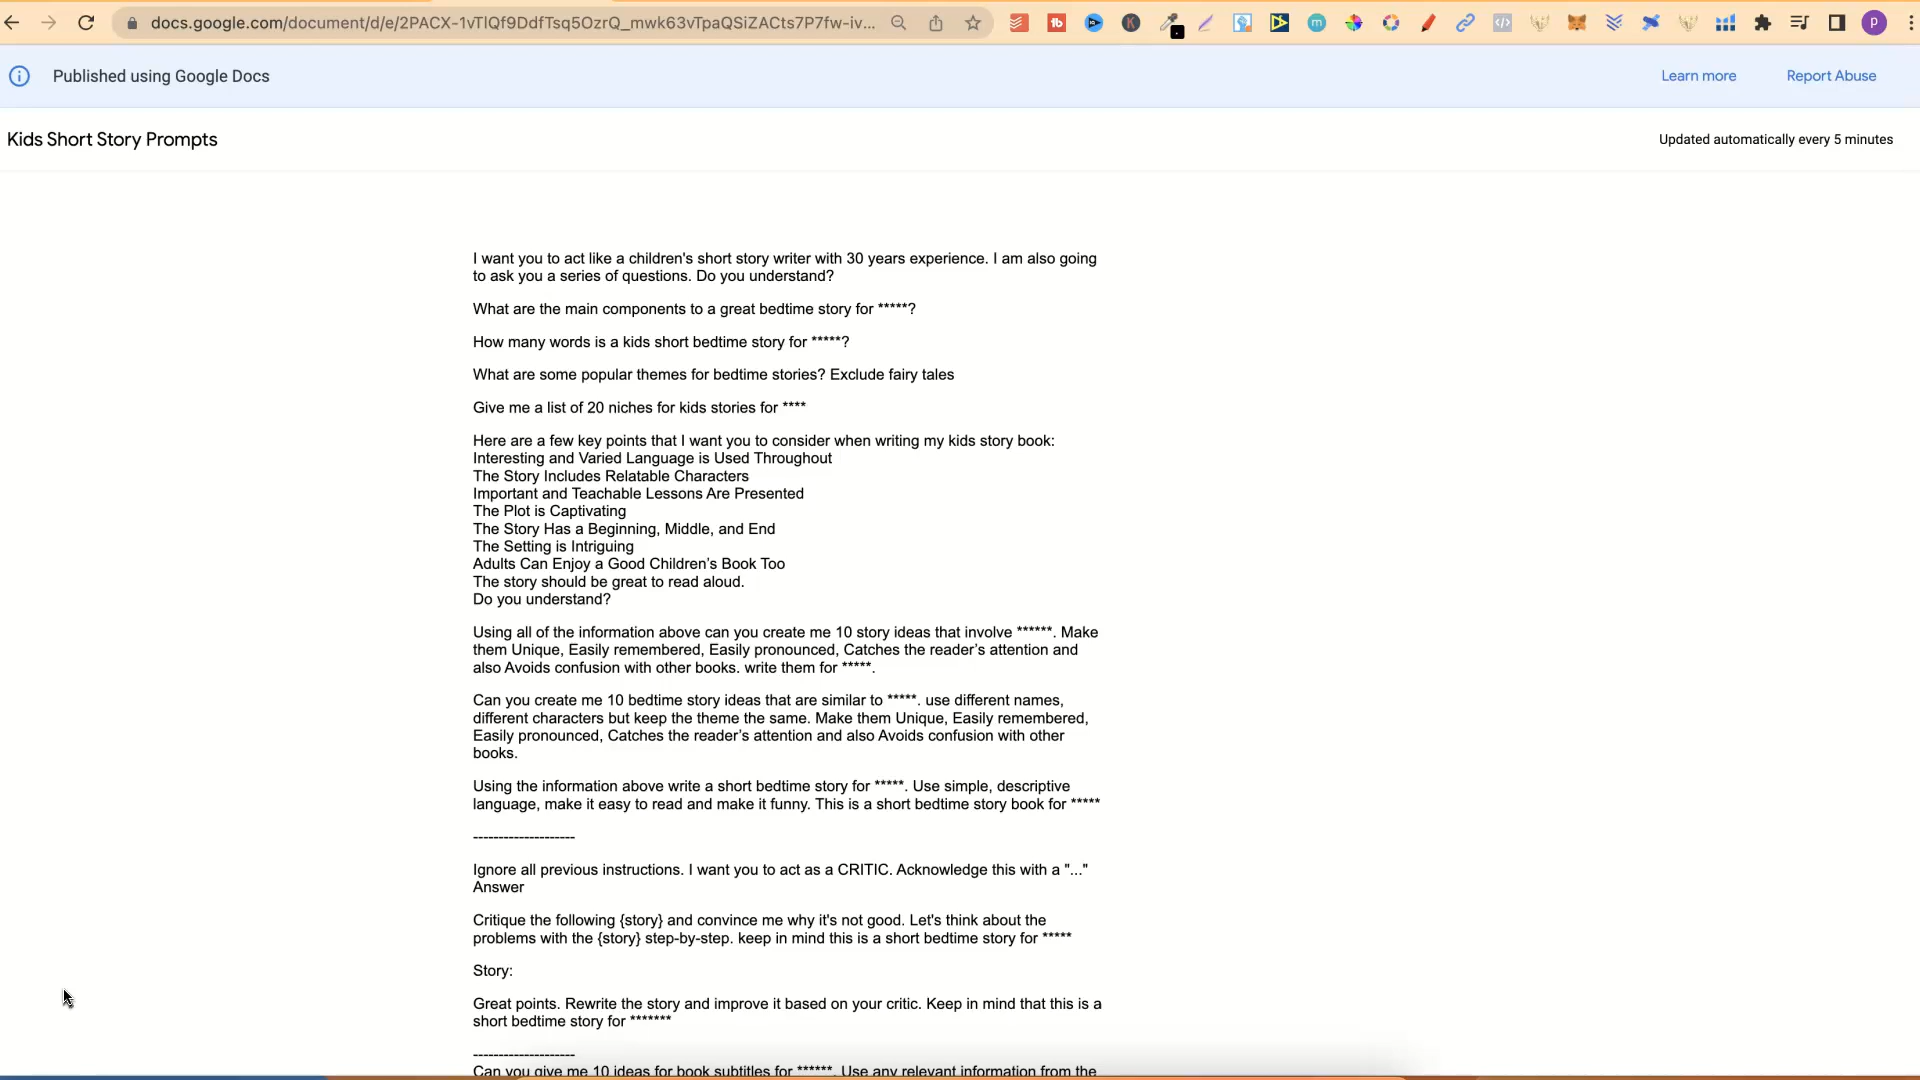 docs.google.com/document/d/e/2PACX-1vTlQf9DdfTsq5OzrQ_mwk63vTpaQSiZACts7P7fw-iv...
Published using Google Docs
Learn more
Report Abuse
Kids Short Story Prompts
Updated automatically every 5 minutes
I want you to act like a children's short story writer with 30 years experience. I am also going
to ask you a series of questions. Do you understand?
What are the main components to a great bedtime story for *****?
How many words is a kids short bedtime story for *****?
What are some popular themes for bedtime stories? Exclude fairy tales
Give me a list of 20 niches for kids stories for ****
Here are a few key points that I want you to consider when writing my kids story book:
Interesting and Varied Language is Used Throughout
The Story Includes Relatable Characters
Important and Teachable Lessons Are Presented
The Plot is Captivating
The Story Has a Beginning, Middle, and End
The Setting is Intriguing
Adults Can Enjoy a Good Children’s Book Too
The story should be great to read aloud.
Do you understand?
Using all of the information above can you create me 10 story ideas that involve ******. Make
them Unique, Easily remembered, Easily pronounced, Catches the reader’s attention and
also Avoids confusion with other books. write them for *****.
Can you create me 10 bedtime story ideas that are similar to *****. use different names,
different characters but keep the theme the same. Make them Unique, Easily remembered,
Easily pronounced, Catches the reader’s attention and also Avoids confusion with other
books.
Using the information above write a short bedtime story for *****. Use simple, descriptive
language, make it easy to read and make it funny. This is a short bedtime story book for *****
--------------------
Ignore all previous instructions. I want you to act as a CRITIC. Acknowledge this with a "..."
Answer
Critique the following {story} and convince me why it's not good. Let's think about the
problems with the {story} step-by-step. keep in mind this is a short bedtime story for *****
Story:
Great points. Rewrite the story and improve it based on your critic. Keep in mind that this is a
short bedtime story for *******
--------------------
Can you give me 10 ideas for book subtitles for ******. Use any relevant information from the